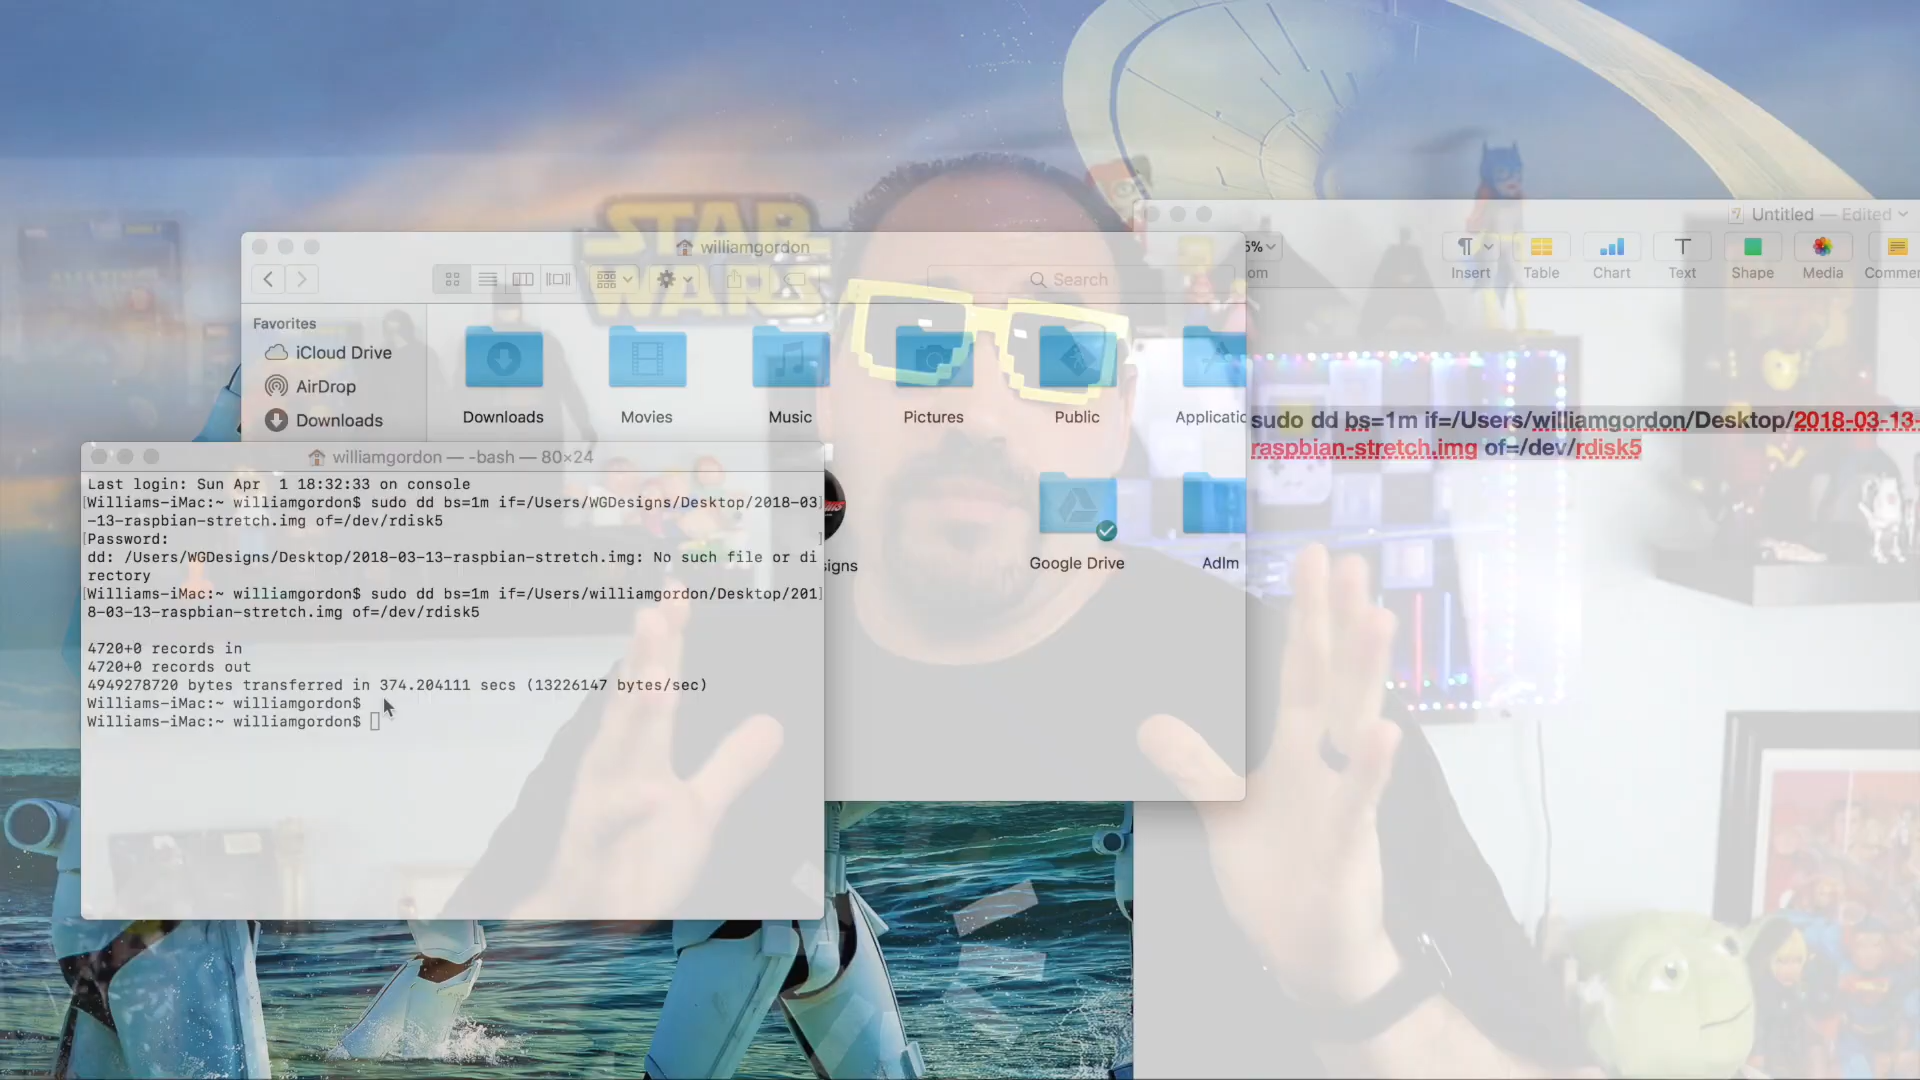 STAR
WARS
williamgordon
Search
Favorites
iCloud Drive
AirDrop
Downloads
Downloads
Movies
Music
Pictures
Public
Applicatio
igns
Google Drive
Adlm
Untitled — Edited
5%
om
Insert
Table
Chart
Text
Shape
Media
Commen
sudo dd bs=1m if=/Users/williamgordon/Desktop/2018-03-13-
raspbian-stretch.img of=/dev/rdisk5
williamgordon — -bash — 80×24
Last login: Sun Apr  1 18:32:33 on console
[Williams-iMac:~ williamgordon$ sudo dd bs=1m if=/Users/WGDesigns/Desktop/2018-03]
-13-raspbian-stretch.img of=/dev/rdisk5
[Password: ]
dd: /Users/WGDesigns/Desktop/2018-03-13-raspbian-stretch.img: No such file or di
rectory
[Williams-iMac:~ williamgordon$ sudo dd bs=1m if=/Users/williamgordon/Desktop/201]
8-03-13-raspbian-stretch.img of=/dev/rdisk5
4720+0 records in
4720+0 records out
4949278720 bytes transferred in 374.204111 secs (13226147 bytes/sec)
Williams-iMac:~ williamgordon$
Williams-iMac:~ williamgordon$